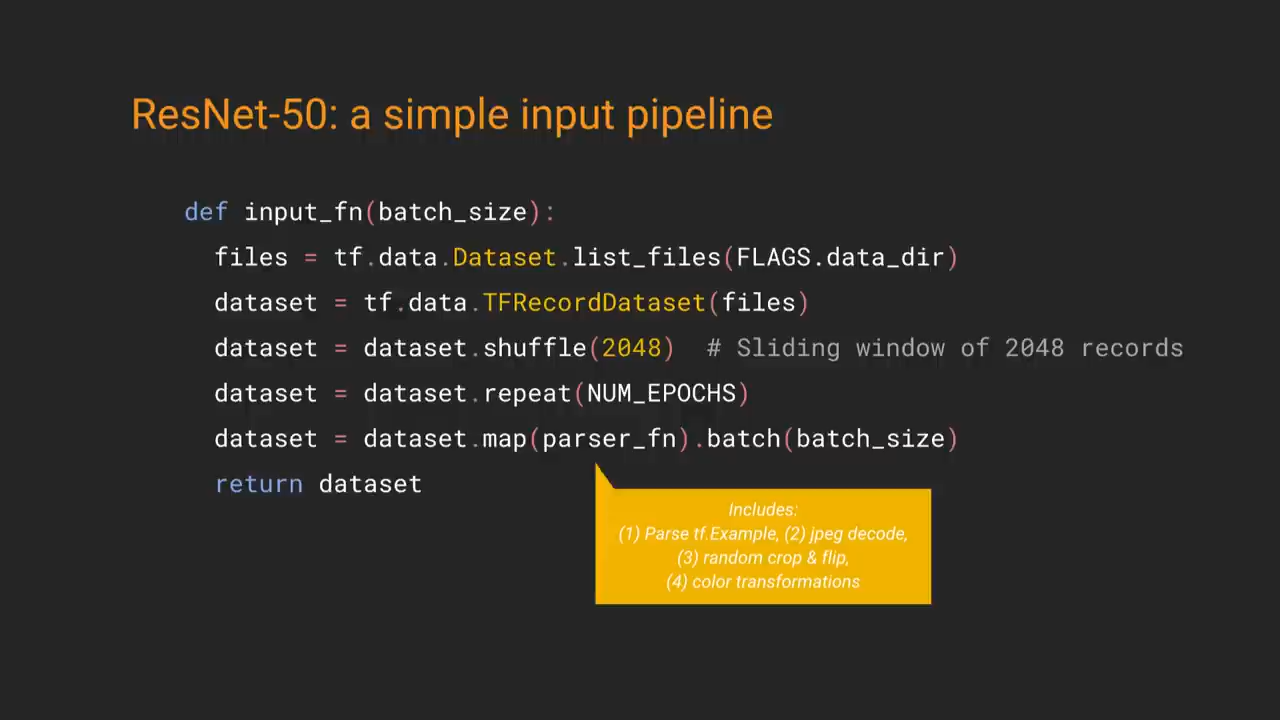 ResNet-50: a simple input pipeline
def input_fn(batch_size):
files = tf.data.Dataset.list_files(FLAGS.data_dir)
dataset = tf.data.TFRecordDataset(files)
dataset = dataset.shuffle(2048)  # Sliding window of 2048 records
dataset = dataset.repeat(NUM_EPOCHS)
dataset = dataset.map(parser_fn).batch(batch_size)
return dataset
Includes:
(1) Parse tf.Example, (2) jpeg decode,
(3) random crop & flip,
(4) color transformations